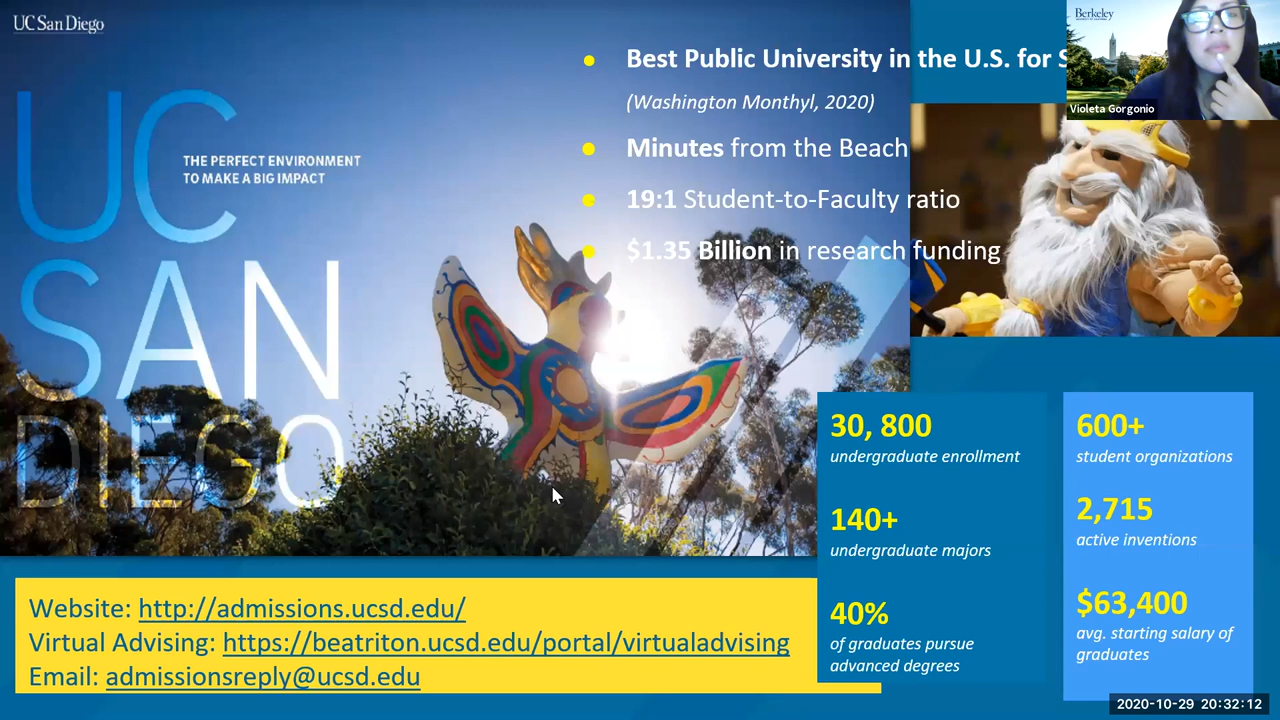 UC San Diego
UC
SAN
DIEGO
THE PERFECT ENVIRONMENT
TO MAKE A BIG IMPACT
Best Public University in the U.S. for
(Washington Monthyl, 2020)
Minutes from the Beach
19:1 Student-to-Faculty ratio
$1.35 Billion in research funding
Berkeley
Violeta Gorgonio
30, 800
undergraduate enrollment
140+
undergraduate majors
40%
of graduates pursue
advanced degrees
600+
student organizations
2,715
active inventions
$63,400
avg. starting salary of
graduates
Website: http://admissions.ucsd.edu/
Virtual Advising: https://beatriton.ucsd.edu/portal/virtualadvising
Email: admissionsreply@ucsd.edu
2020-10-29 20:32:12